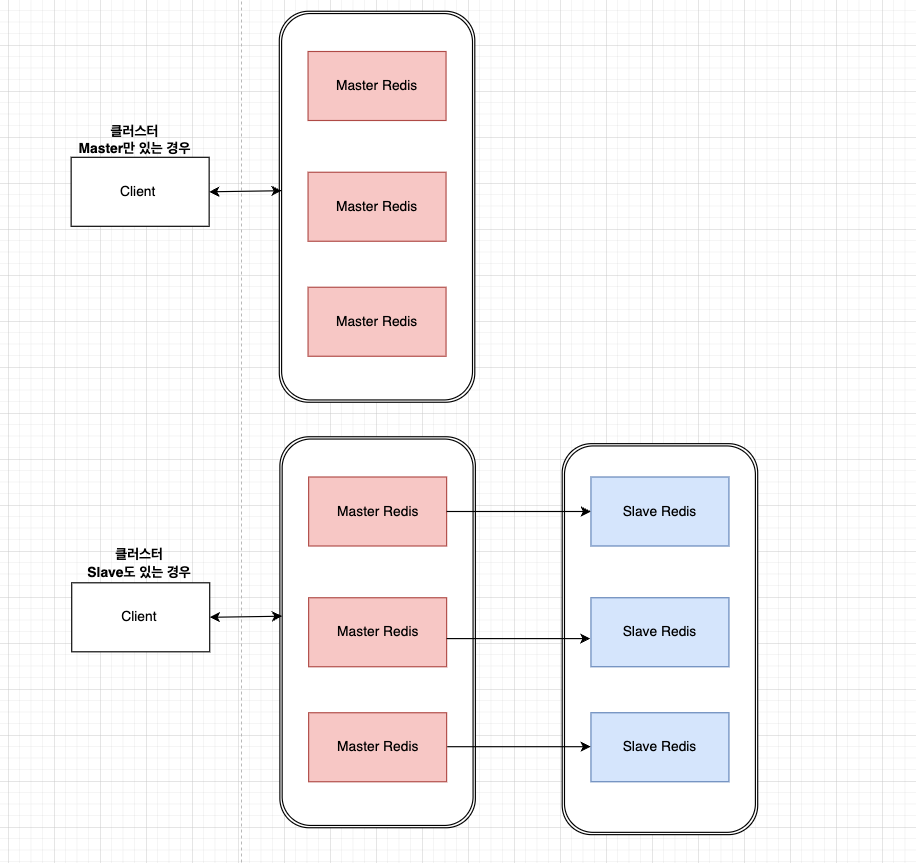 Master Redis
클러스터
Master만 있는 경우
Client
Master Redis
Master Redis
Master Redis
Slave Redis
클러스터
Slave도 있는 경우
Client
Master Redis
Slave Redis
Master Redis
Slave Redis